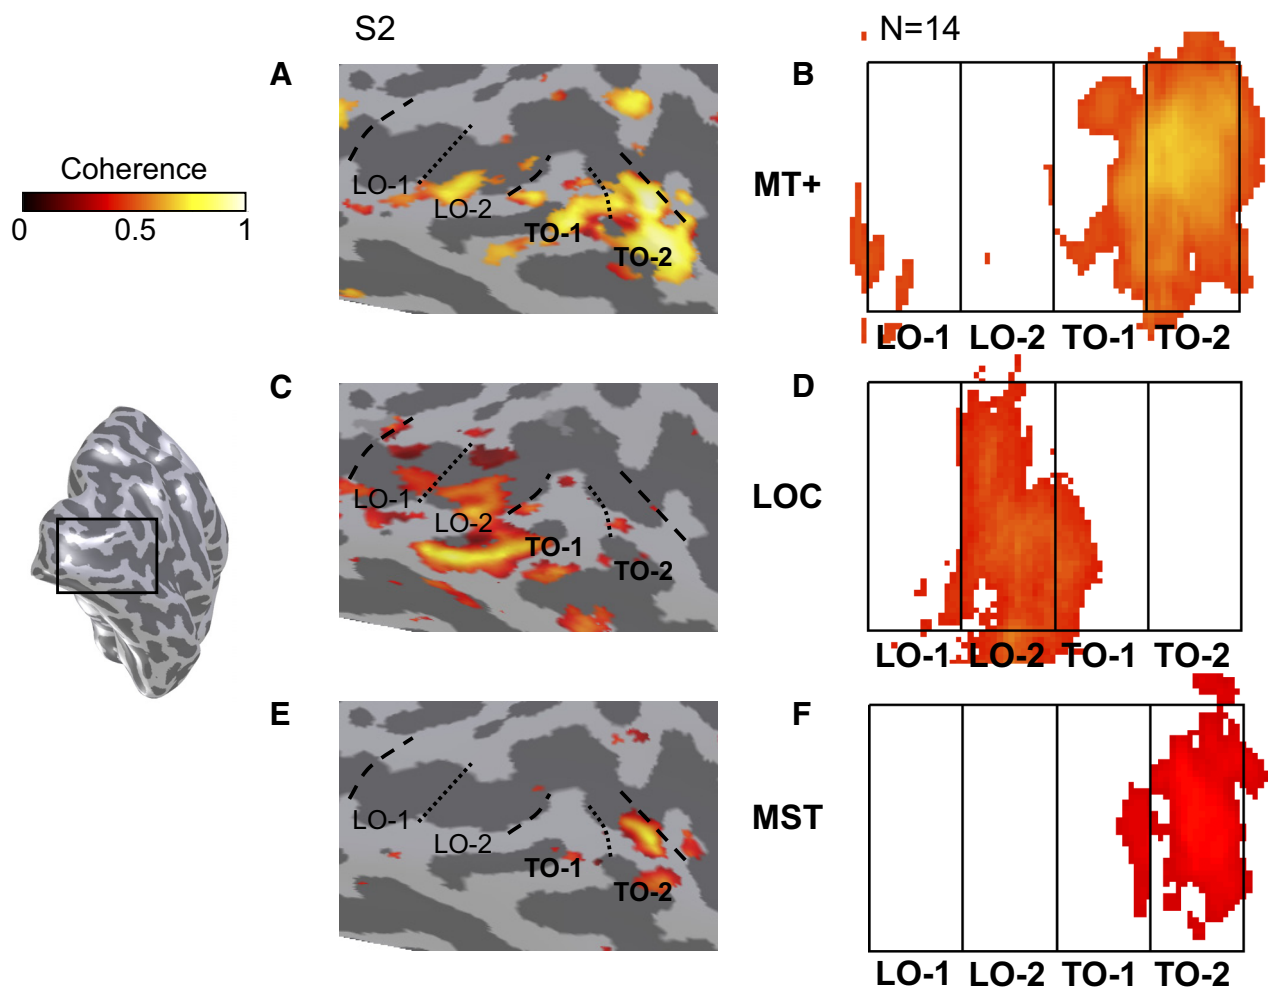 S2
N=14
A
B
Coherence
0 0.5 1
LO-1
LO-2
TO-1
TO-2
MT+
LO-1 LO-2 TO-1 TO-2
C
D
LO-1
LO-2
TO-1
TO-2
LOC
LO-1 LO-2 TO-1 TO-2
E
F
LO-1
LO-2
TO-1
TO-2
MST
LO-1 LO-2 TO-1 TO-2